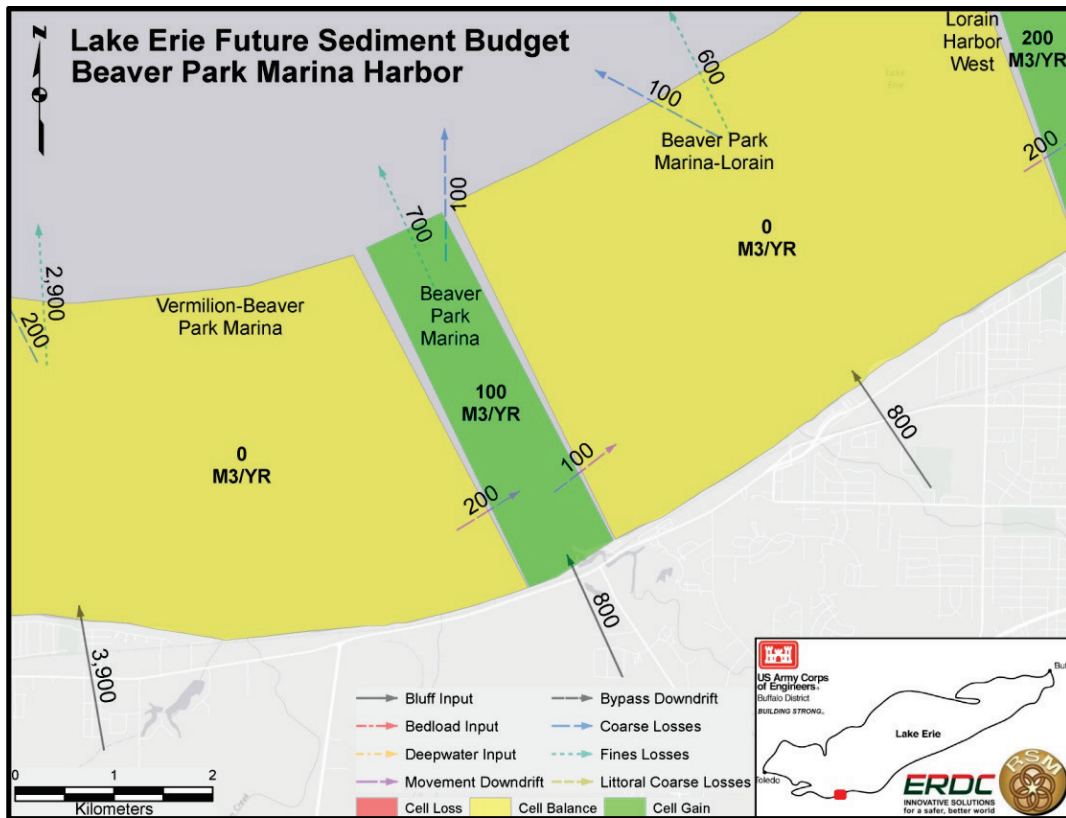 Lake Erie Future Sediment Budget
Beaver Park Marina Harbor
N
Lorain
Harbor
West
200
M3/YR
600
100
Lake
Erie
Beaver Park
Marina-Lorain
200
100
700
0
M3/YR
2,900
200
Vermilion-Beaver
Park Marina
Beaver
Park
Marina
100
M3/YR
0
M3/YR
800
100
200
800
3,900
0 1 2
Kilometers
Bluff Input
Bypass Downdrift
Bedload Input
Coarse Losses
Deepwater Input
Fines Losses
Movement Downdrift
Littoral Coarse Losses
Cell Loss
Cell Balance
Cell Gain
US Army Corps
of Engineers®
Buffalo District
BUILDING STRONG®
Lake Erie
Toledo
ERDC
INNOVATIVE SOLUTIONS
for a safer, better world
RSM